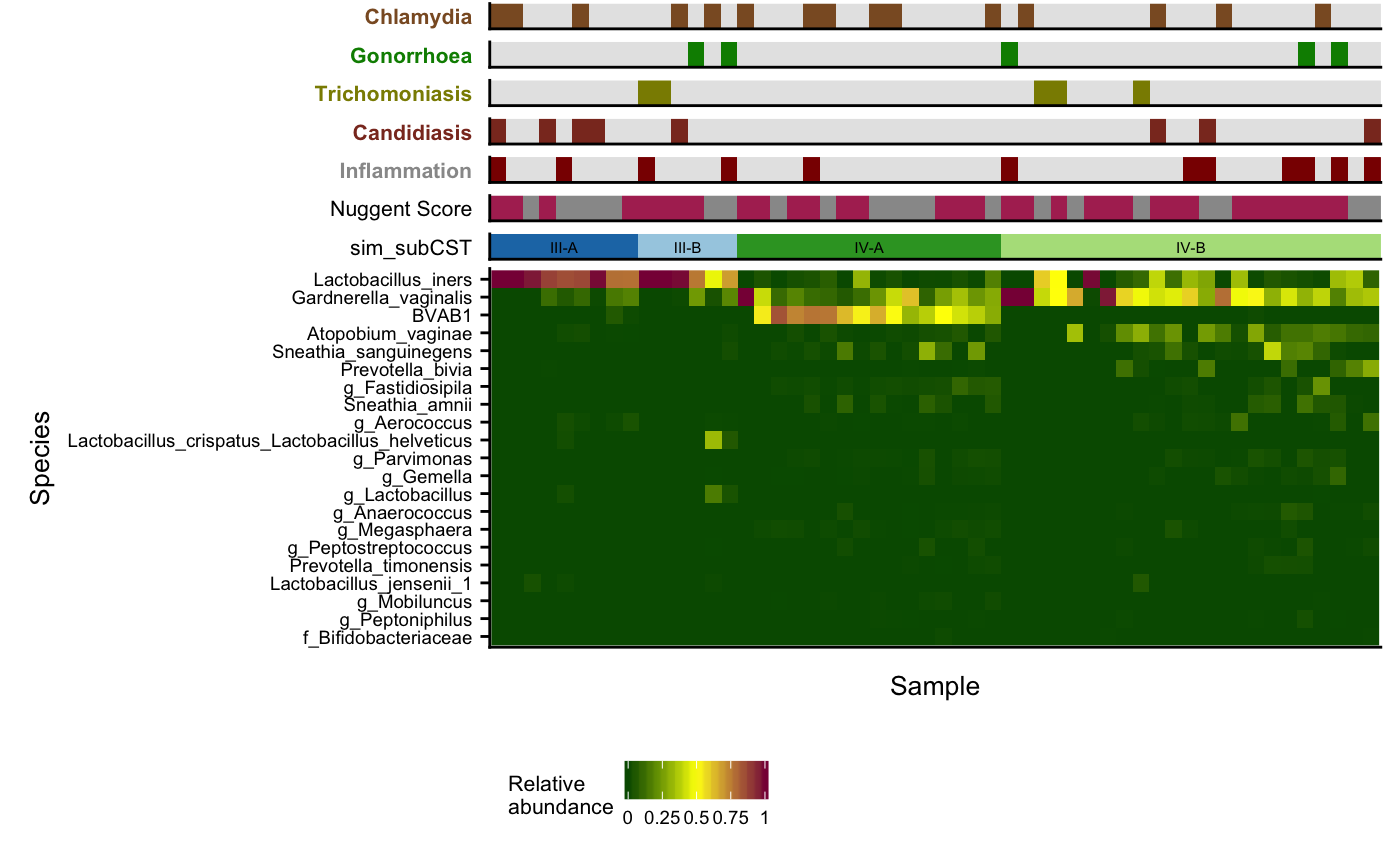 Chlamydia
Gonorrhoea
Trichomoniasis
Candidiasis
Inflammation
Nuggent Score
sim_subCST
III-A III-B IV-A IV-B
Species
Lactobacillus_iners
Gardnerella_vaginalis
BVAB1
Atopobium_vaginae
Sneathia_sanguinegens
Prevotella_bivia
g_Fastidiosipila
Sneathia_amnii
g_Aerococcus
Lactobacillus_crispatus_Lactobacillus_helveticus
g_Parvimonas
g_Gemella
g_Lactobacillus
g_Anaerococcus
g_Megasphaera
g_Peptostreptococcus
Prevotella_timonensis
Lactobacillus_jensenii_1
g_Mobiluncus
g_Peptoniphilus
f_Bifidobacteriaceae
Sample
Relative
abundance
0 0.25 0.5 0.75 1